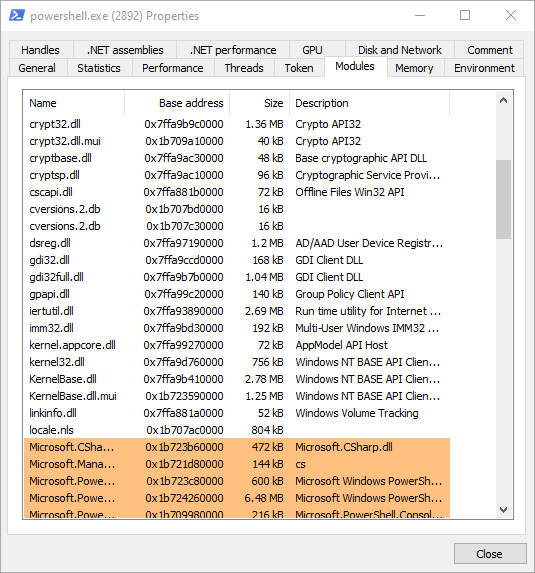 powershell.exe (2892) Properties
Handles .NET assemblies .NET performance GPU Disk and Network Comment
General Statistics Performance Threads Token Modules Memory Environment
Name Base address Size Description
crypt32.dll 0x7ffa9b9c0000 1.36 MB Crypto API32
crypt32.dll.mui 0x1b709a10000 40 kB Crypto API32
cryptbase.dll 0x7ffa9ac30000 48 kB Base cryptographic API DLL
cryptsp.dll 0x7ffa9ac10000 96 kB Cryptographic Service Provi...
cscapi.dll 0x7ffa881b0000 72 kB Offline Files Win32 API
cversions.2.db 0x1b707bd0000 16 kB
cversions.2.db 0x1b707c30000 16 kB
dsreg.dll 0x7ffa97190000 1.2 MB AD/AAD User Device Registr...
gdi32.dll 0x7ffa9ccd0000 168 kB GDI Client DLL
gdi32full.dll 0x7ffa9b7b0000 1.04 MB GDI Client DLL
gpapi.dll 0x7ffa99c20000 140 kB Group Policy Client API
iertutil.dll 0x7ffa93890000 2.69 MB Run time utility for Internet ...
imm32.dll 0x7ffa9bd30000 192 kB Multi-User Windows IMM32 ...
kernel.appcore.dll 0x7ffa99270000 72 kB AppModel API Host
kernel32.dll 0x7ffa9d760000 756 kB Windows NT BASE API Clien...
KernelBase.dll 0x7ffa9b410000 2.78 MB Windows NT BASE API Clien...
KernelBase.dll.mui 0x1b723590000 1.25 MB Windows NT BASE API Clien...
linkinfo.dll 0x7ffa881a0000 52 kB Windows Volume Tracking
locale.nls 0x1b707ac0000 804 kB
Microsoft.CSha... 0x1b723b60000 472 kB Microsoft.CSharp.dll
Microsoft.Mana... 0x1b721d80000 144 kB cs
Microsoft.Powe... 0x1b723c80000 600 kB Microsoft Windows PowerSh...
Microsoft.Powe... 0x1b724260000 6.48 MB Microsoft Windows PowerSh...
Microsoft.Powe... 0x1b709980000 216 kB Microsoft.PowerShell.Consol...
Close